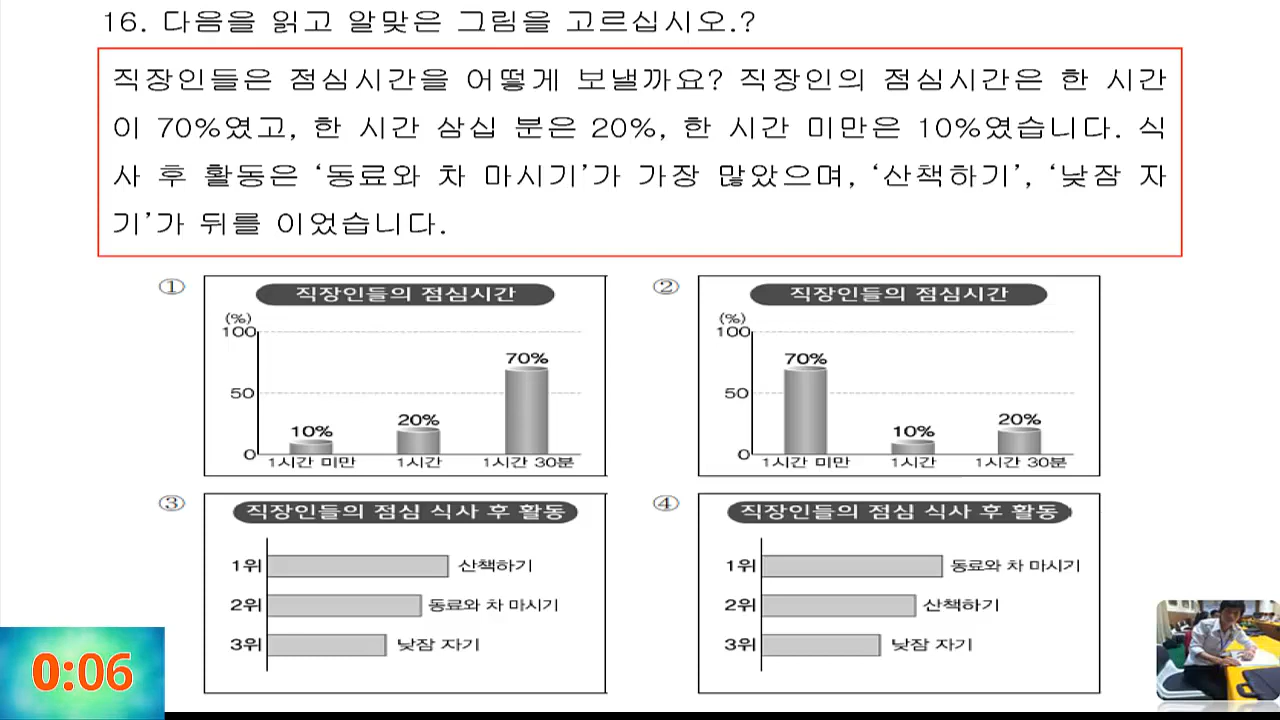 16. 다음을 읽고 알맞은 그림을 고르십시오.?
직장인들은 점심시간을 어떻게 보낼까요? 직장인의 점심시간은 한 시간
이 70%였고, 한 시간 삼십 분은 20%, 한 시간 미만은 10%였습니다. 식
사 후 활동은 ‘동료와 차 마시기’가 가장 많았으며, ‘산책하기’, ‘낮잠 자
기’가 뒤를 이었습니다.
①
직장인들의 점심시간
(%)
100
50
0
10%
20%
70%
1시간 미만
1시간
1시간 30분
②
직장인들의 점심시간
(%)
100
50
0
70%
10%
20%
1시간 미만
1시간
1시간 30분
③
직장인들의 점심 식사 후 활동
1위 산책하기
2위 동료와 차 마시기
3위 낮잠 자기
④
직장인들의 점심 식사 후 활동
1위 동료와 차 마시기
2위 산책하기
3위 낮잠 자기
0:06